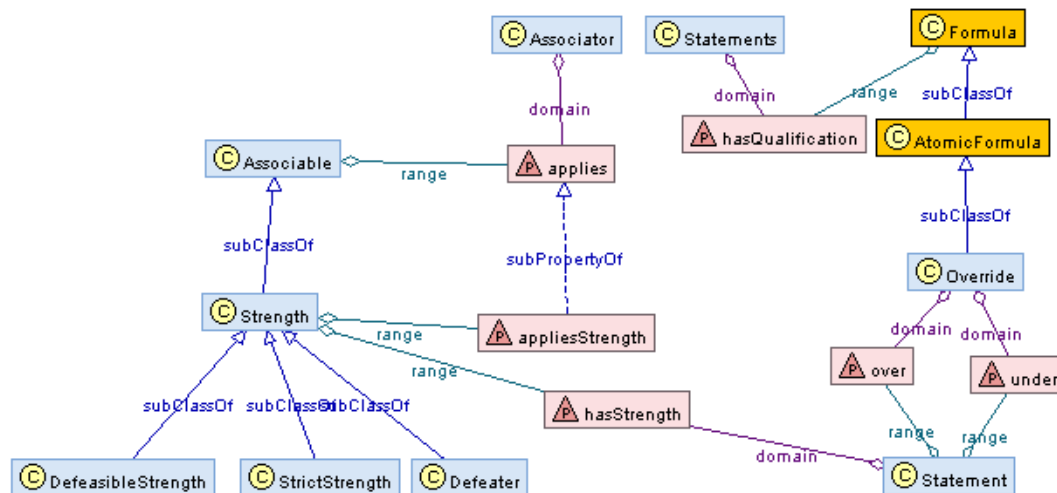 C Associator
C Statements
C Formula
domain
domain
range
subClassOf
P hasQualification
C AtomicFormula
C Associable
range
P applies
subClassOf
subClassOf
subPropertyOf
C Override
C Strength
range
P appliesStrength
domain
domain
range
P over
P under
P hasStrength
subClassOf
subClassOf
subClassOf
range
range
domain
C DefeasibleStrength
C StrictStrength
C Defeater
C Statement